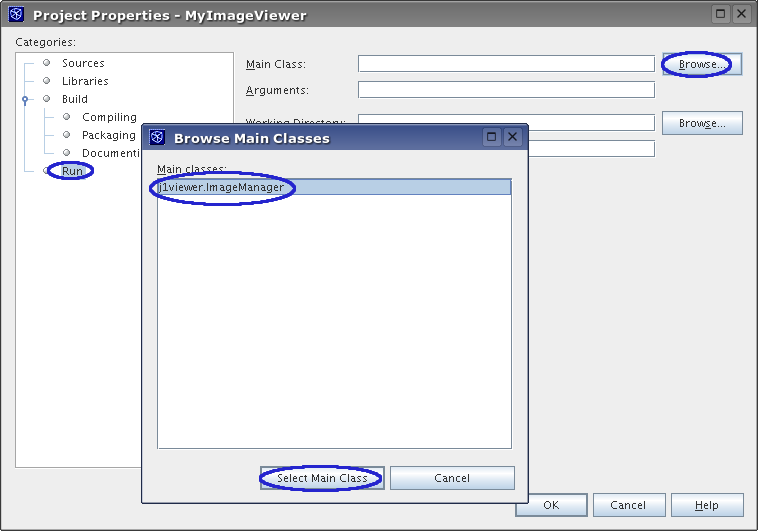 Project Properties - MyImageViewer
Categories:
Sources
Libraries
Build
Compiling
Packaging
Documenti
Run
Main Class:
Browse...
Arguments:
Working Directory:
Browse...
Browse Main Classes
Main classes:
j1viewer.ImageManager
Select Main Class
Cancel
OK
Cancel
Help